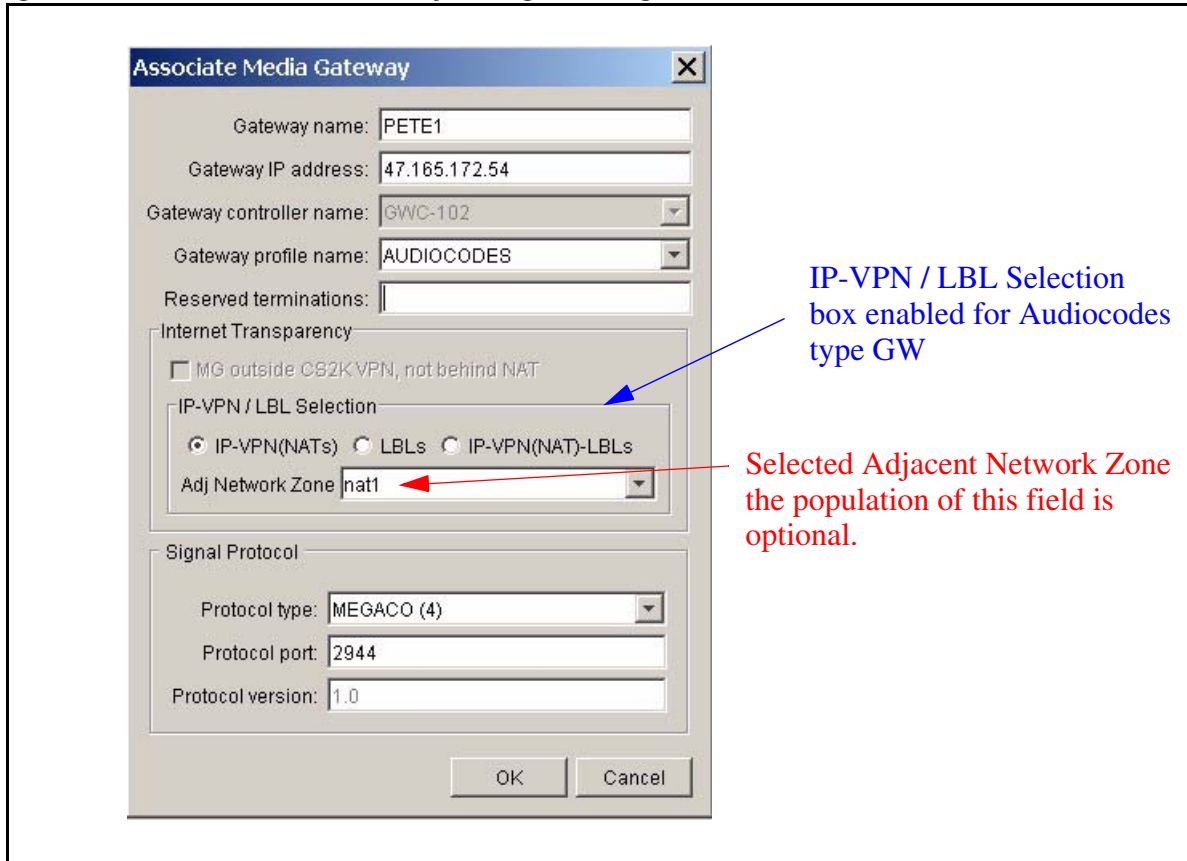 Associate Media Gateway
Gateway name: PETE1
Gateway IP address: 47.165.172.54
Gateway controller name: GWC-102
Gateway profile name: AUDIOCODES
Reserved terminations:
Internet Transparency
MG outside CS2K VPN, not behind NAT
IP-VPN / LBL Selection
IP-VPN(NATs) LBLs IP-VPN(NAT)-LBLs
Adj Network Zone nat1
Signal Protocol
Protocol type: MEGACO (4)
Protocol port: 2944
Protocol version: 1.0
OK Cancel
IP-VPN / LBL Selection
box enabled for Audiocodes
type GW
Selected Adjacent Network Zone
the population of this field is
optional.